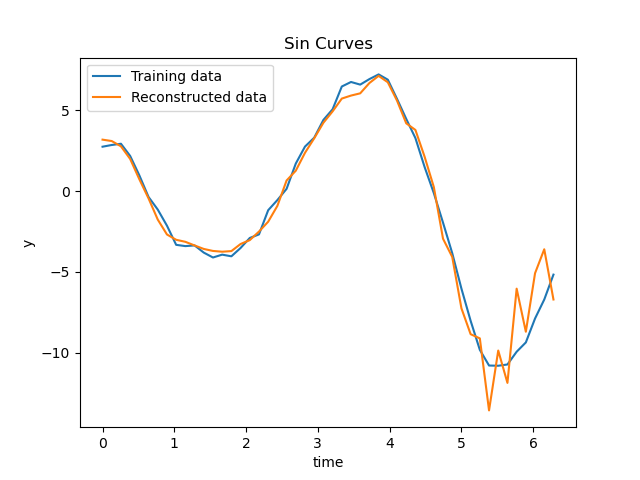 Sin Curves
Training data
Reconstructed data
5
0
−5
−10
y
0 1 2 3 4 5 6
time